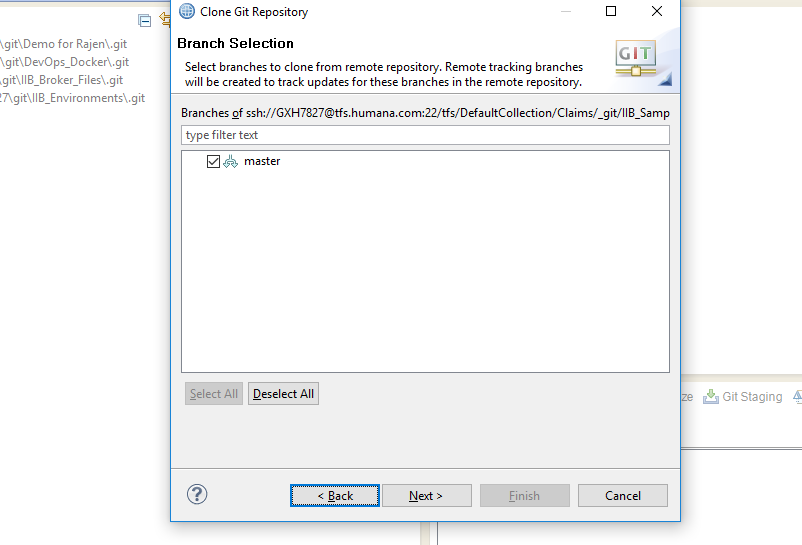 Clone Git Repository
Branch Selection
Select branches to clone from remote repository. Remote tracking branches
will be created to track updates for these branches in the remote repository.
GIT
\git\Demo for Rajen\.git
\git\DevOps_Docker\.git
\git\IIB_Broker_Files\.git
27\git\IIB_Environments\.git
Branches of ssh://GXH7827@tfs.humana.com:22/tfs/DefaultCollection/Claims/_git/IIB_Samp
type filter text
master
Select All
Deselect All
ze
Git Staging
?
< Back
Next >
Finish
Cancel